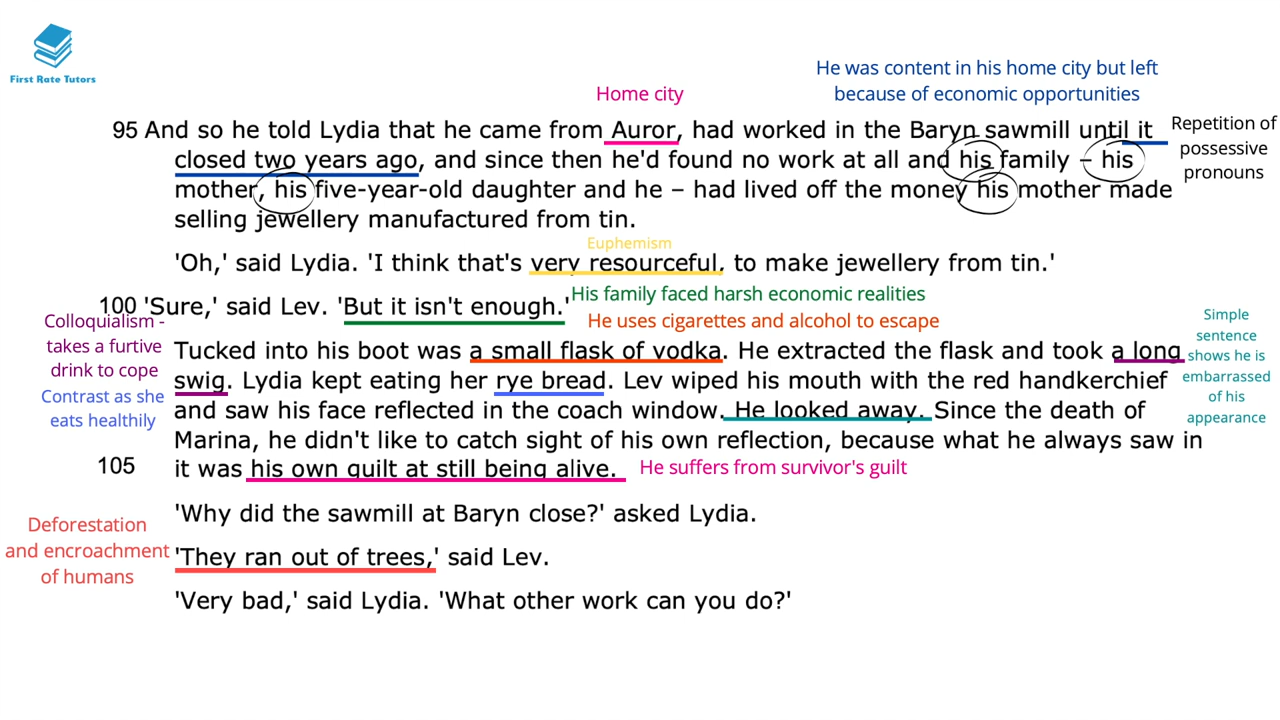 First Rate Tutors
He was content in his home city but left
because of economic opportunities
Home city
95 And so he told Lydia that he came from Auror, had worked in the Baryn sawmill until it
closed two years ago, and since then he'd found no work at all and his family – his
mother, his five-year-old daughter and he – had lived off the money his mother made
selling jewellery manufactured from tin.
Repetition of
possessive
pronouns
Euphemism
'Oh,' said Lydia. 'I think that's very resourceful, to make jewellery from tin.'
100 'Sure,' said Lev. 'But it isn't enough.'
His family faced harsh economic realities
He uses cigarettes and alcohol to escape
Colloquialism -
takes a furtive
drink to cope
Contrast as she
eats healthily
Tucked into his boot was a small flask of vodka. He extracted the flask and took a long
swig. Lydia kept eating her rye bread. Lev wiped his mouth with the red handkerchief
and saw his face reflected in the coach window. He looked away. Since the death of
Marina, he didn't like to catch sight of his own reflection, because what he always saw in
105 it was his own guilt at still being alive.
He suffers from survivor's guilt
Simple
sentence
shows he is
embarrassed
of his
appearance
'Why did the sawmill at Baryn close?' asked Lydia.
Deforestation
and encroachment
of humans
'They ran out of trees,' said Lev.
'Very bad,' said Lydia. 'What other work can you do?'